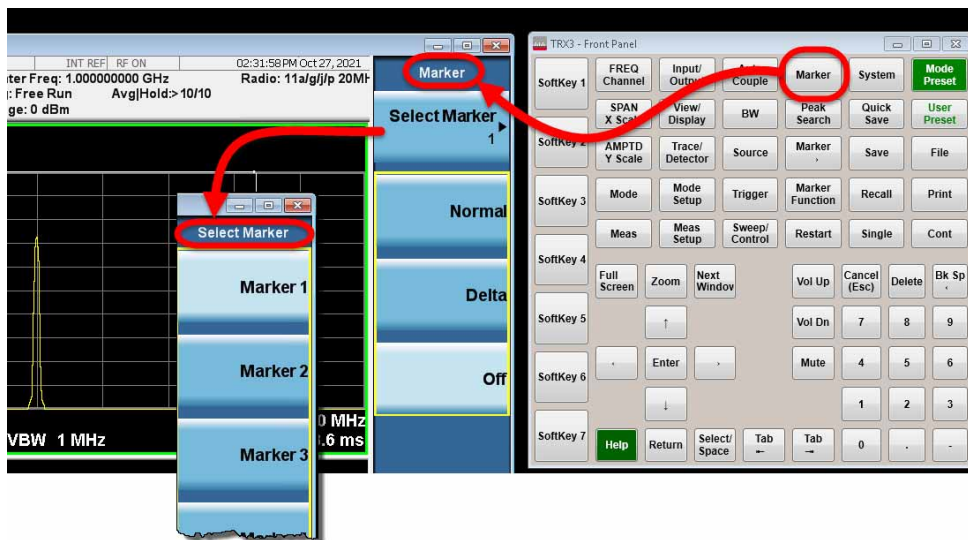 INT REF RF ON 02:31:58 PM Oct 27, 2021
nter Freq: 1.000000000 GHz Radio: 11a/g/j/p 20MH
: Free Run Avg|Hold:>10/10
ge: 0 dBm
VBW 1 MHz
0 MHz
.6 ms
Marker
Select Marker
1
Normal
Delta
Off
Select Marker
Marker 1
Marker 2
Marker 3
TRX3 - Front Panel
SoftKey 1
SoftKey 2
SoftKey 3
SoftKey 4
SoftKey 5
SoftKey 6
SoftKey 7
FREQ
Channel
Input/
Output
Couple
Marker
System
Mode
Preset
SPAN
X Scale
View/
Display
BW
Peak
Search
Quick
Save
User
Preset
AMPTD
Y Scale
Trace/
Detector
Source
Marker
Save
File
Mode
Mode
Setup
Trigger
Marker
Function
Recall
Print
Meas
Meas
Setup
Sweep/
Control
Restart
Single
Cont
Full
Screen
Zoom
Next
Window
Vol Up
Cancel
(Esc)
Delete
Bk Sp
↑
Vol Dn
7
8
9
Enter
Mute
4
5
6
↓
1
2
3
Help
Return
Select/
Space
Tab
Tab
0
.
-